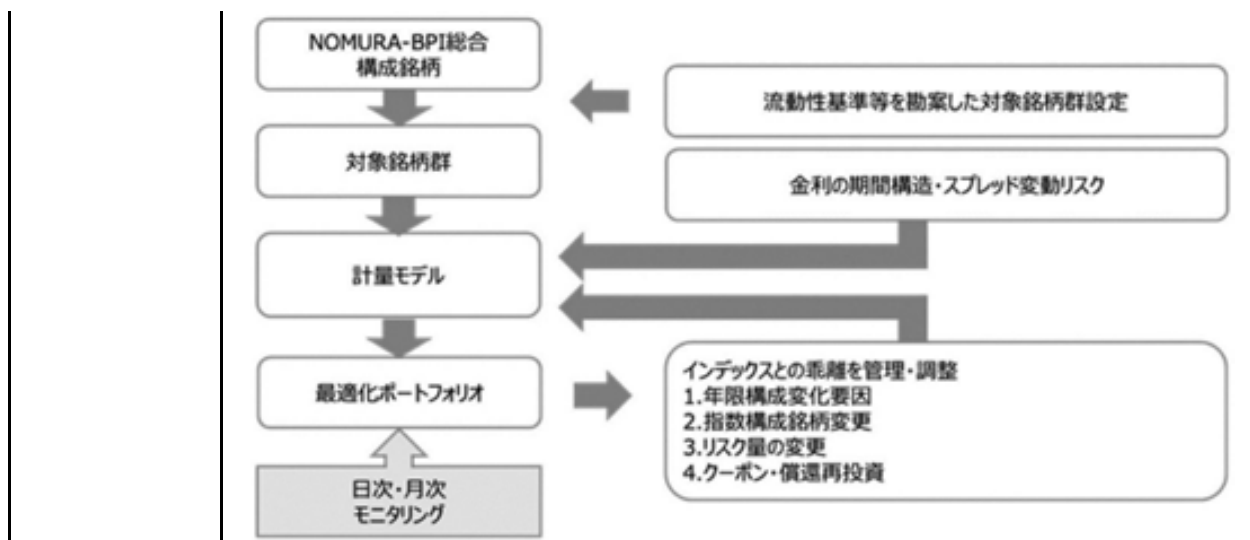 NOMURA-BPI総合
構成銘柄
流動性基準等を勘案した対象銘柄群設定
対象銘柄群
金利の期間構造・スプレッド変動リスク
計量モデル
最適化ポートフォリオ
インデックスとの乖離を管理・調整
1.年限構成変化要因
2.指数構成銘柄変更
3.リスク量の変更
4.クーポン・償還再投資
日次・月次
モニタリング